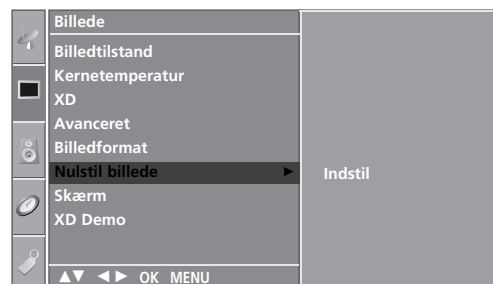 Billede
Billedtilstand
Kernetemperatur
XD
Avanceret
Billedformat
Nulstil billede ► Indstil
Skærm
XD Demo
▲▼ ◄► OK MENU